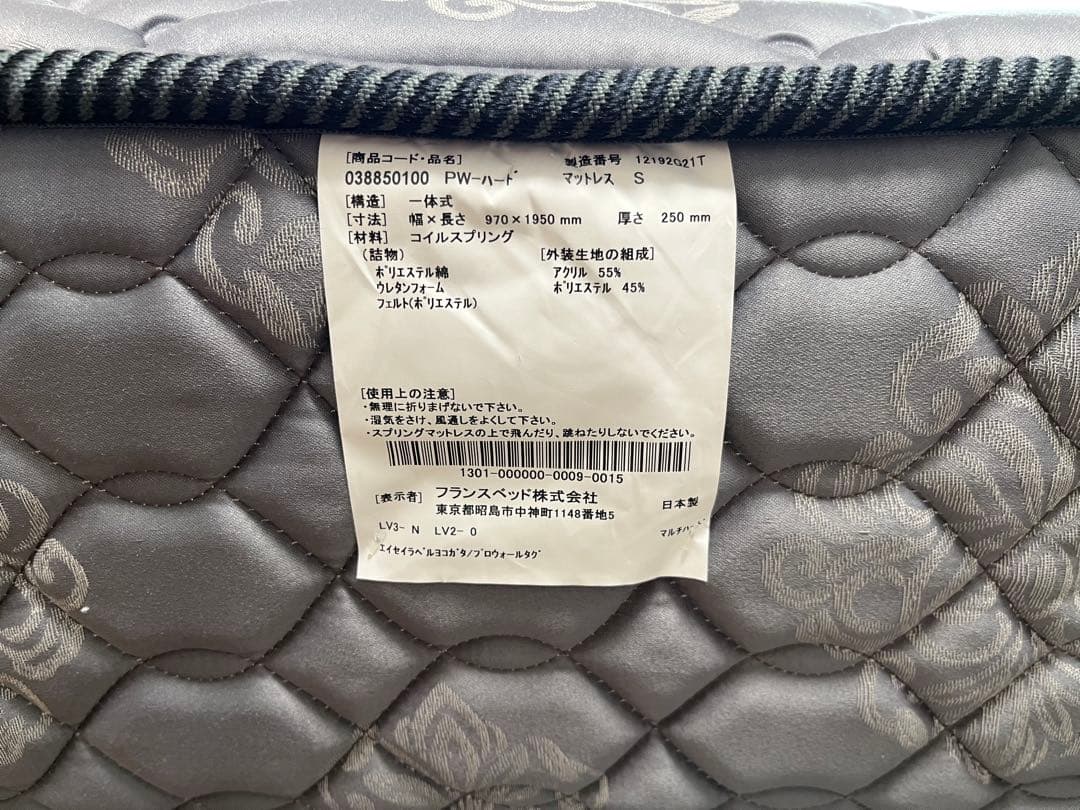 [商品コード・品名] 製造番号 12192021T
038850100 PW-ハード マットレス S
[構造] 一体式
[寸法] 幅×長さ 970×1950 mm 厚さ 250 mm
[材料] コイルスプリング
(詰物) [外装生地の組成]
ポリエステル綿 アクリル 55%
ウレタンフォーム ポリエステル 45%
フェルト(ポリエステル)
[使用上の注意]
・無理に折りまげないで下さい。
・湿気をさけ、風通しをよくして下さい。
・スプリングマットレスの上で飛んだり、跳ねたりしないでください。
1301-000000-0009-0015
[表示者] フランスベッド株式会社 日本製
東京都昭島市中神町1148番地5
LV3- N LV2- 0 マルチハード
エイセイラベルヨコガタ/プロウォールタグ